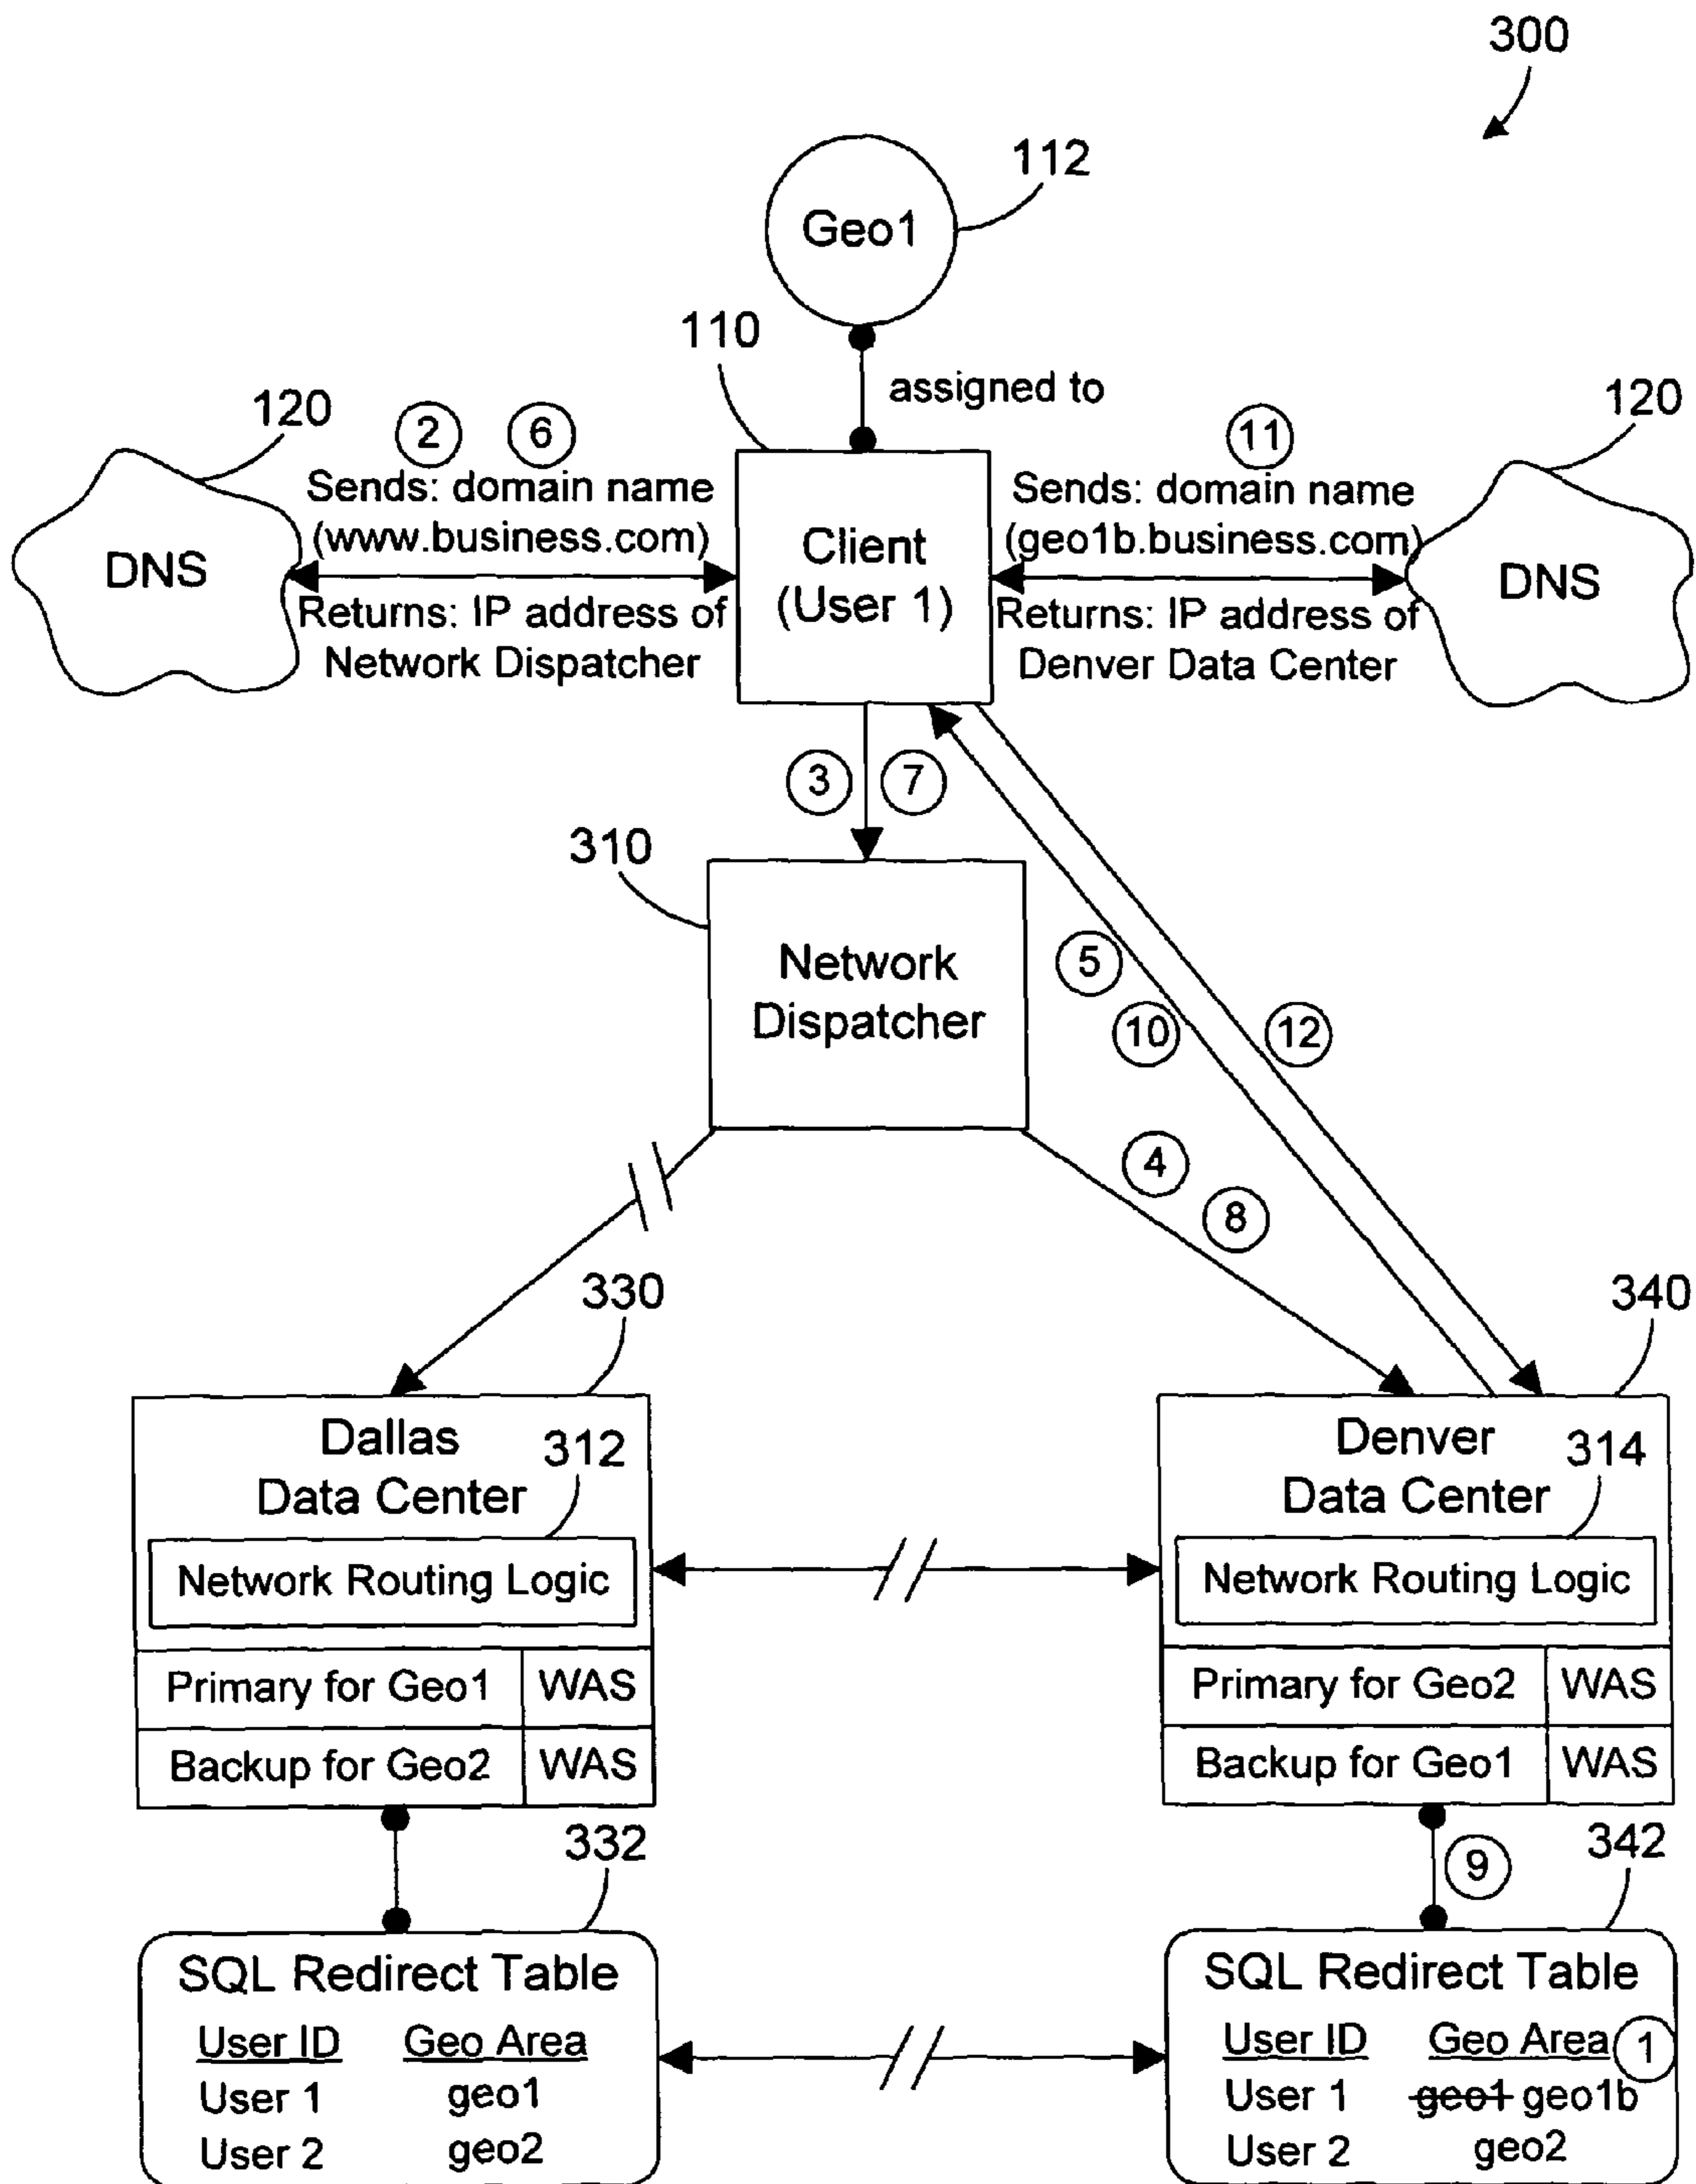 300
112
Geo1
110
assigned to
120
2 6
11
120
Sends: domain name
(www.business.com)
DNS
Returns: IP address of
Network Dispatcher
Client
(User 1)
Sends: domain name
(geo1b.business.com)
Returns: IP address of
Denver Data Center
DNS
3 7
310
Network
Dispatcher
5
10
12
4
8
330
340
Dallas
Data Center
312
Network Routing Logic
Primary for Geo1 WAS
Backup for Geo2 WAS
Denver
Data Center
314
Network Routing Logic
Primary for Geo2 WAS
Backup for Geo1 WAS
332
9
342
SQL Redirect Table
User ID Geo Area
User 1 geo1
User 2 geo2
SQL Redirect Table
User ID Geo Area 1
User 1 geo1 geo1b
User 2 geo2